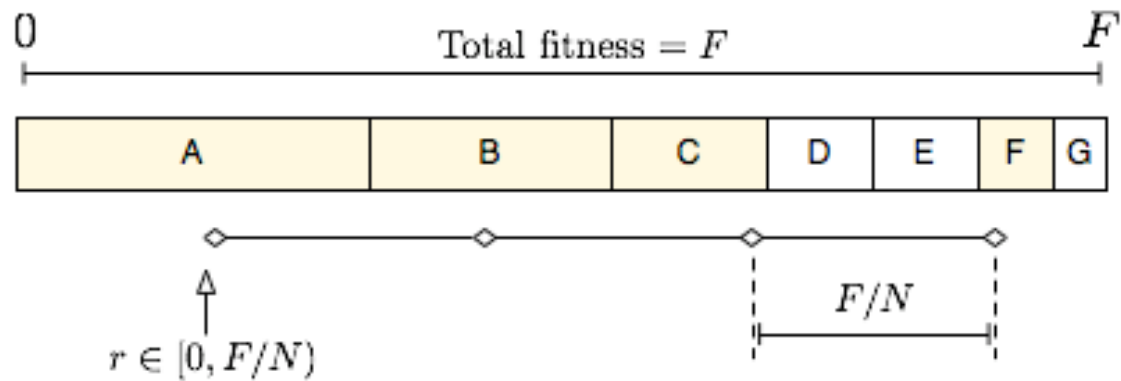 0 F
Total fitness = F
A B C D E F G
F/N
r ∈ [0, F/N)